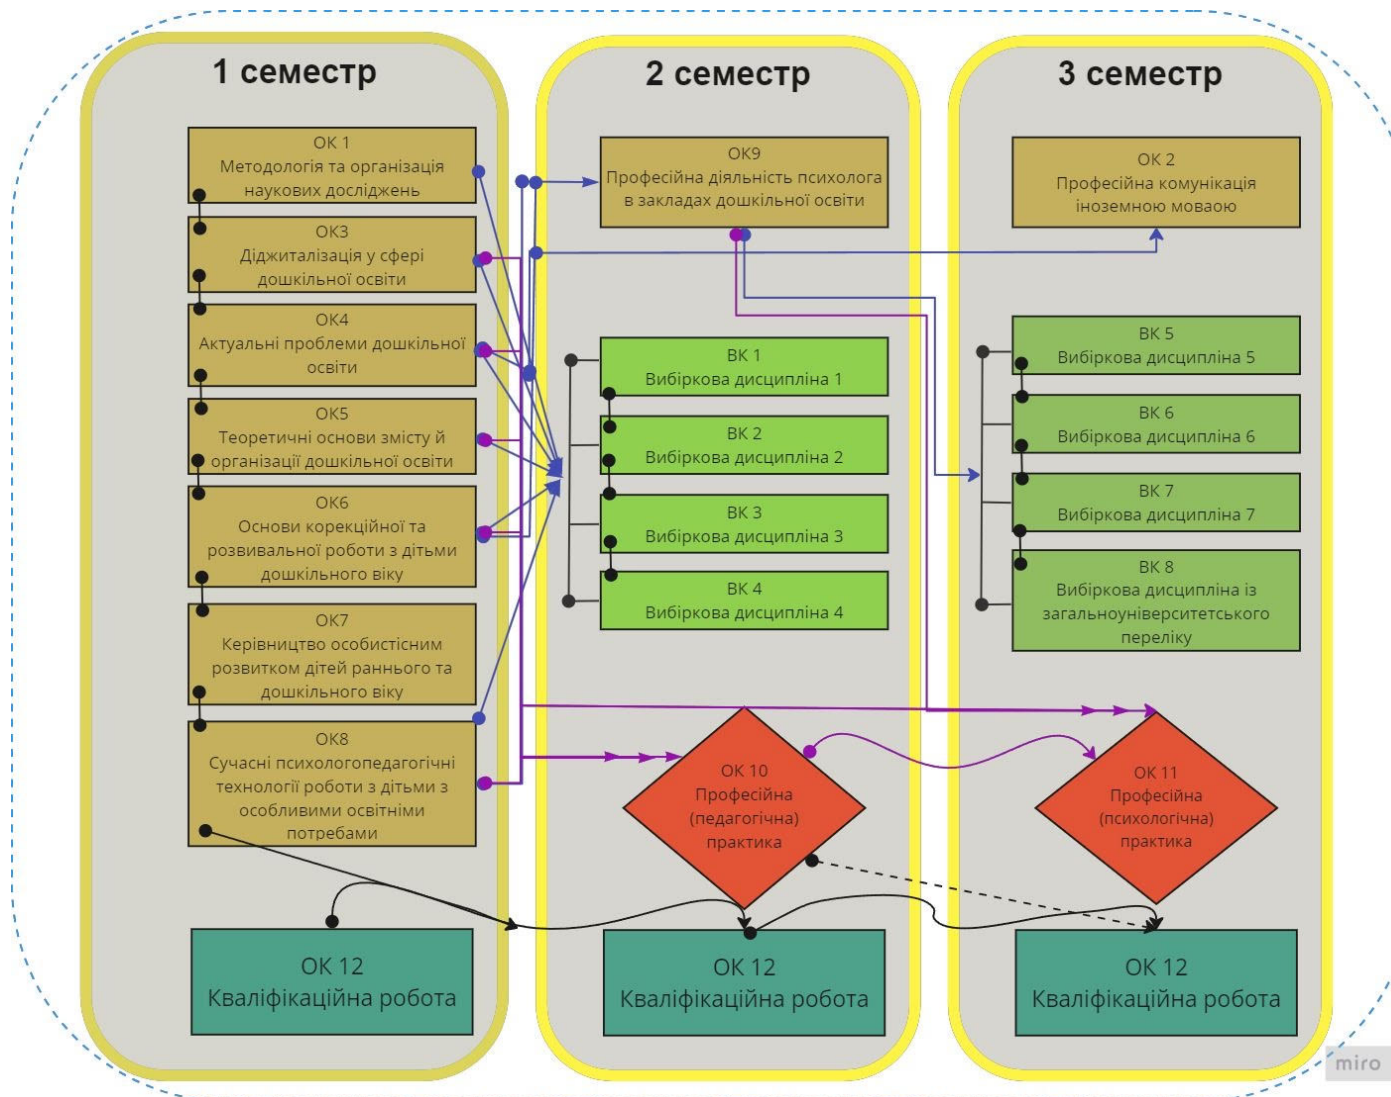 1 семестр
ОК 1
Методологія та організація
наукових досліджень
ОК3
Діджиталізація у сфері
дошкільної освіти
ОК4
Актуальні проблеми дошкільної
освіти
ОК5
Теоретичні основи змісту й
організації дошкільної освіти
ОК6
Основи корекційної та
розвивальної роботи з дітьми
дошкільного віку
ОК7
Керівництво особистісним
розвитком дітей раннього та
дошкільного віку
ОК8
Сучасні психологопедагогічні
технології роботи з дітьми з
особливими освітніми
потребами
ОК 12
Кваліфікаційна робота
2 семестр
ОК9
Професійна діяльність психолога
в закладах дошкільної освіти
ВК 1
Вибіркова дисципліна 1
ВК 2
Вибіркова дисципліна 2
ВК 3
Вибіркова дисципліна 3
ВК 4
Вибіркова дисципліна 4
ОК 10
Професійна
(педагогічна)
практика
ОК 12
Кваліфікаційна робота
3 семестр
ОК 2
Професійна комунікація
іноземною моваою
ВК 5
Вибіркова дисципліна 5
ВК 6
Вибіркова дисципліна 6
ВК 7
Вибіркова дисципліна 7
ВК 8
Вибіркова дисципліна із
загальноуніверситетського
переліку
ОК 11
Професійна
(психологічна)
практика
ОК 12
Кваліфікаційна робота
miro